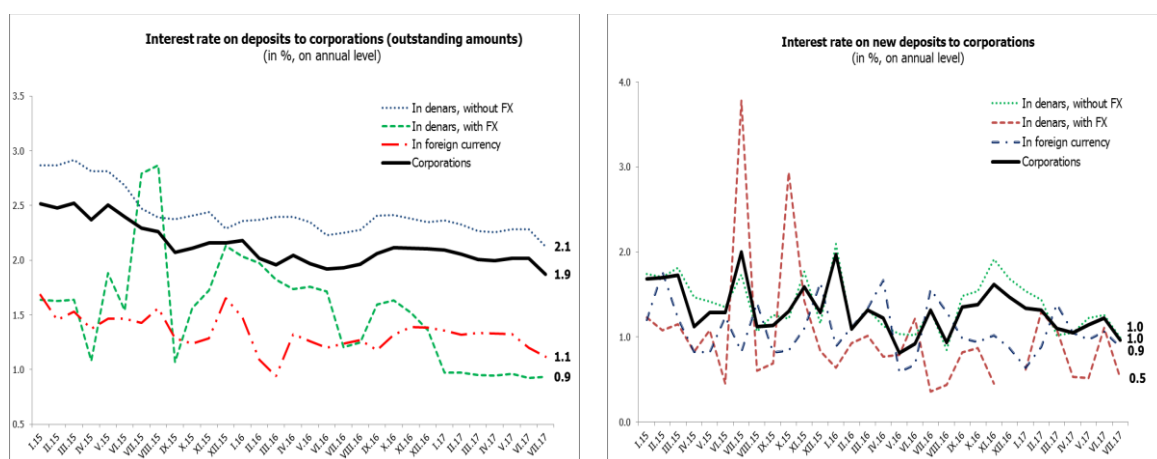 Interest rate on deposits to corporations (outstanding amounts)
(in %, on annual level)
3.5
3.0
2.5
2.0
1.5
1.0
0.5
In denars, without FX
In denars, with FX
In foreign currency
Corporations
2.1
1.9
1.1
0.9
I.15 II.15 III.15 IV.15 V.15 VI.15 VII.15 VIII.15 IX.15 X.15 XI.15 XII.15 I.16 II.16 III.16 IV.16 V.16 VI.16 VII.16 VIII.16 IX.16 X.16 XI.16 XII.16 I.17 II.17 III.17 IV.17 V.17 VI.17 VII.17
Interest rate on new deposits to corporations
(in %, on annual level)
4.0
3.0
2.0
1.0
0.0
In denars, without FX
In denars, with FX
In foreign currency
Corporations
1.0
1.0
0.9
0.5
I.15 II.15 III.15 IV.15 V.15 VI.15 VII.15 VIII.15 IX.15 X.15 XI.15 XII.15 I.16 II.16 III.16 IV.16 V.16 VI.16 VII.16 VIII.16 IX.16 X.16 XI.16 XII.16 I.17 II.17 III.17 IV.17 V.17 VI.17 VII.17